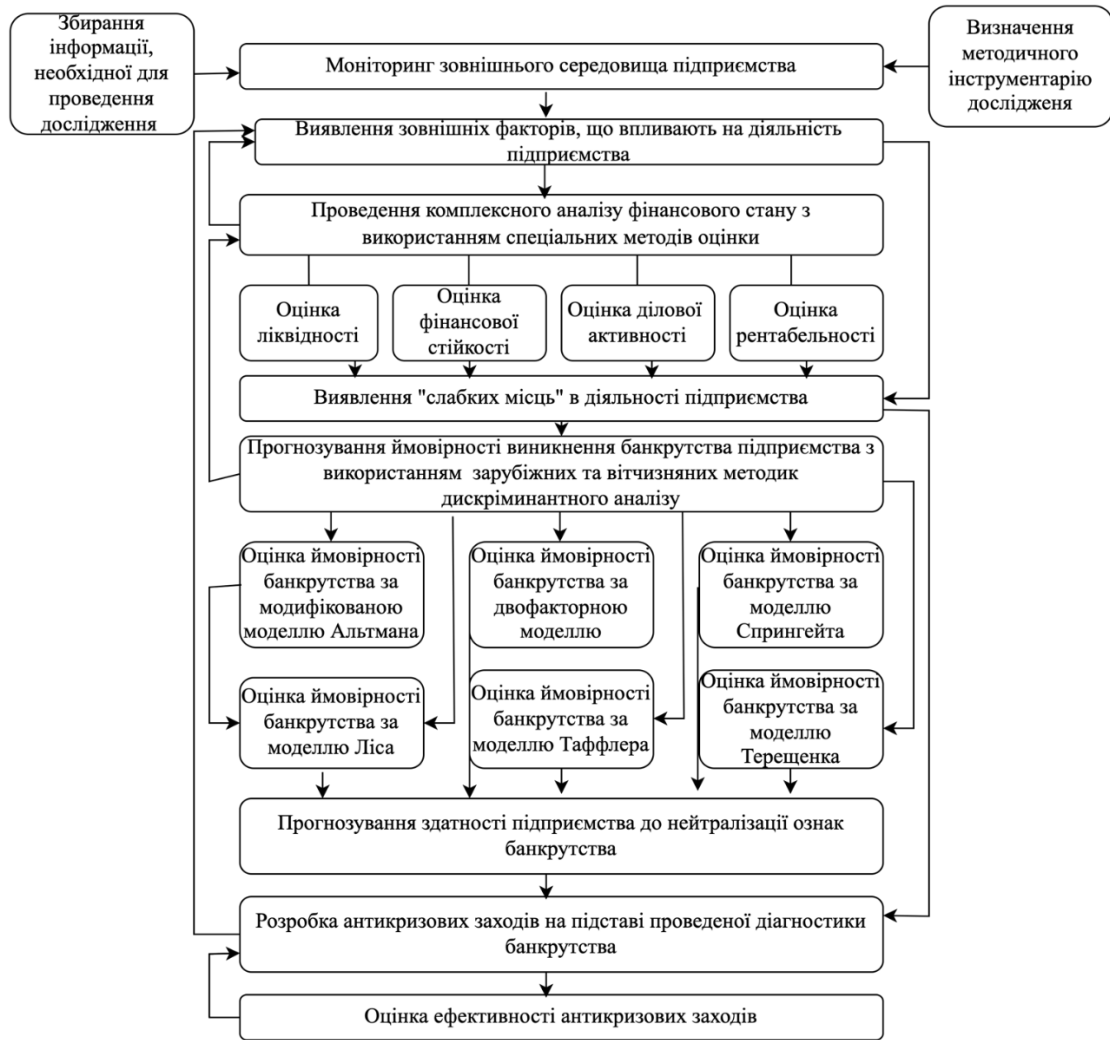 Збирання
інформації,
необхідної для
проведення
дослідження
Моніторинг зовнішнього середовища підприємства
Визначення
методичного
інструментарію
дослідженя
Виявлення зовнішніх факторів, що впливають на діяльність
підприємства
Проведення комплексного аналізу фінансового стану з
використанням спеціальних методів оцінки
Оцінка
ліквідності
Оцінка
фінансової
стійкості
Оцінка ділової
активності
Оцінка
рентабельності
Виявлення "слабких місць" в діяльності підприємства
Прогнозування ймовірності виникнення банкрутства підприємства з
використанням зарубіжних та вітчизняних методик
дискримінантного аналізу
Оцінка ймовірності
банкрутства за
модифікованою
моделлю Альтмана
Оцінка ймовірності
банкрутства за
двофакторною
моделлю
Оцінка ймовірності
банкрутства за
моделлю
Спрингейта
Оцінка ймовірності
банкрутства за
моделлю Ліса
Оцінка ймовірності
банкрутства за
моделлю Таффлера
Оцінка ймовірності
банкрутства за
моделлю
Терещенка
Прогнозування здатності підприємства до нейтралізації ознак
банкрутства
Розробка антикризових заходів на підставі проведеної діагностики
банкрутства
Оцінка ефективності антикризових заходів